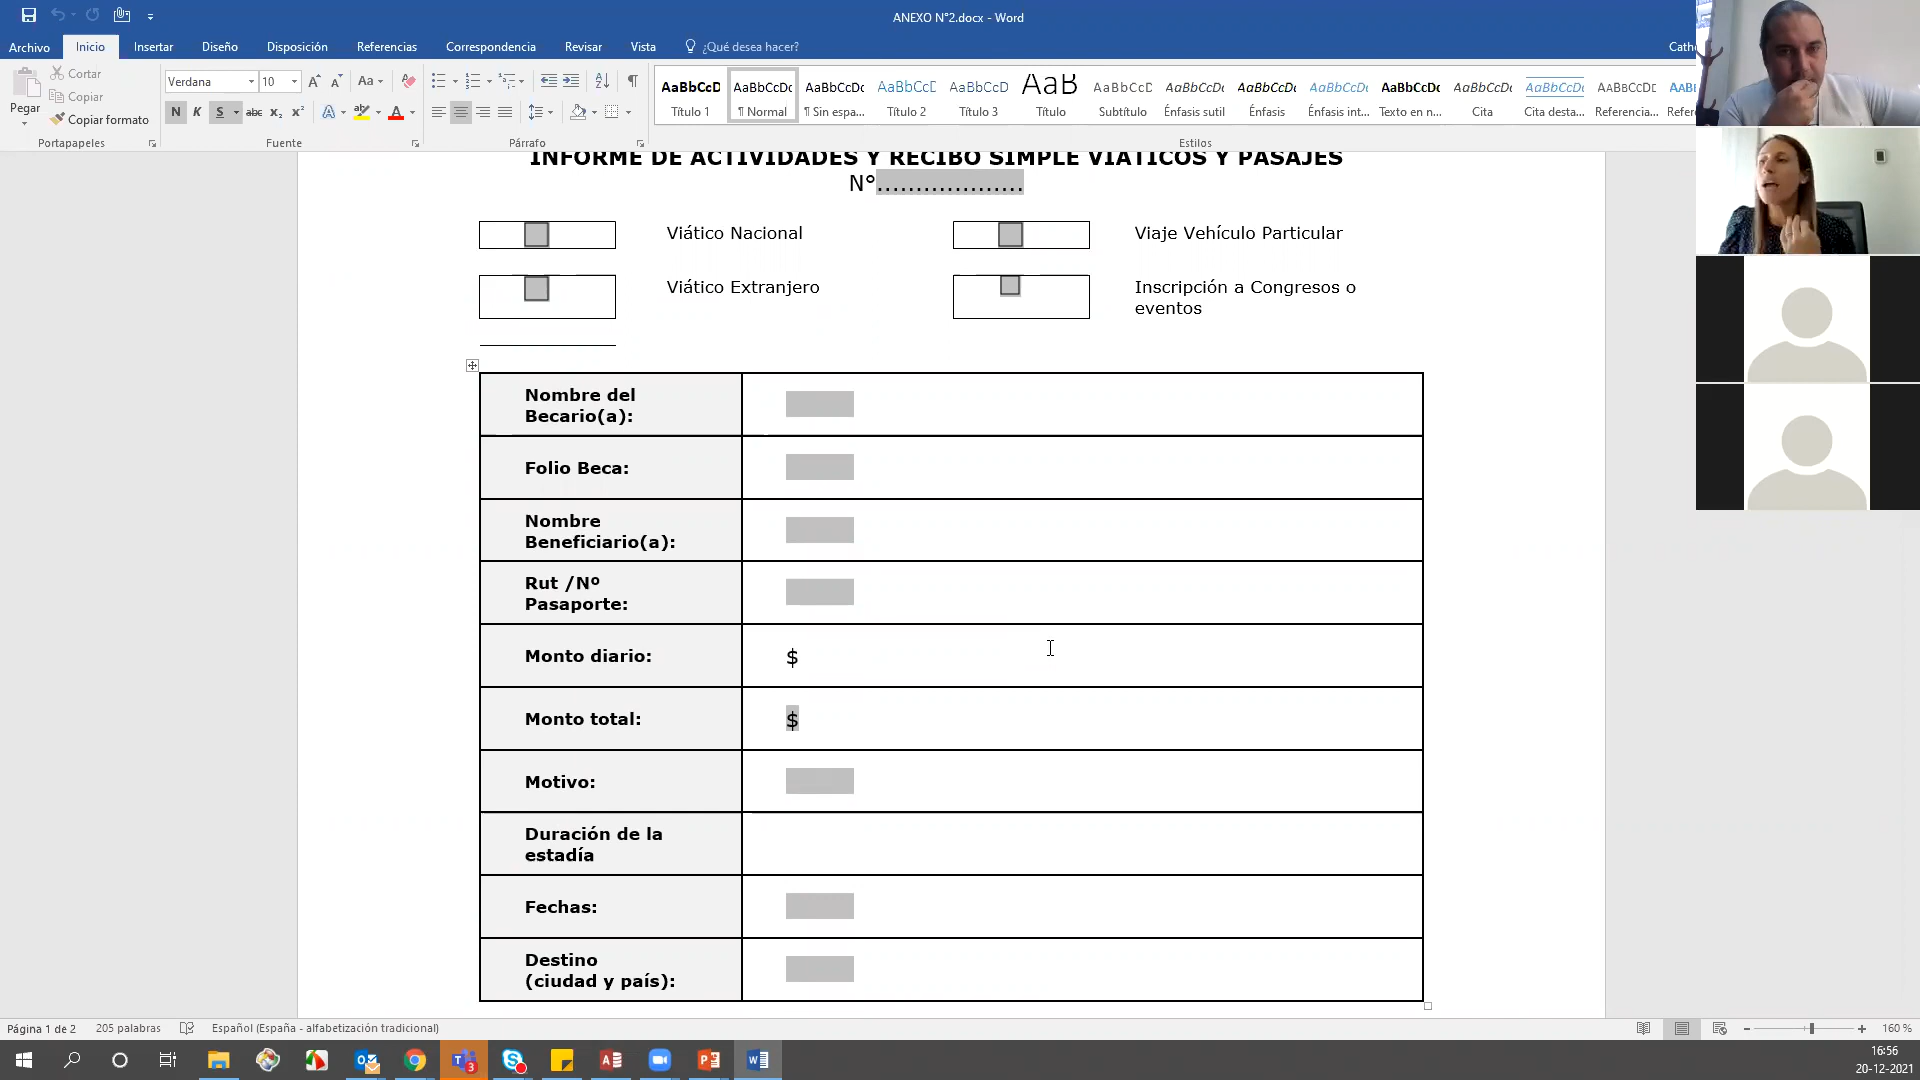 ANEXO N°2.docx - Word
Archivo Inicio Insertar Diseño Disposición Referencias Correspondencia Revisar Vista ¿Qué desea hacer?
Pegar
Cortar
Copiar
Copiar formato
Verdana 10
N K S abc x₂ x²
AaBbCcD AaBbCcDc AaBbCcDc AaBbCcD AaBbCcD AaB AaBbCcD AaBbCcDc AaBbCcDc AaBbCcDc AaBbCcDc AaBbCcDc AaBbCcDc AaBbCcDc
Título 1 ¶ Normal ¶ Sin espa... Título 2 Título 3 Título Subtítulo Énfasis sutil Énfasis Énfasis int... Texto en n... Cita Cita desta... Referencia...
Portapapeles Fuente Párrafo Estilos
INFORME DE ACTIVIDADES Y RECIBO SIMPLE VIATICOS Y PASAJES
N°...................
Viático Nacional
Viaje Vehículo Particular
Viático Extranjero
Inscripción a Congresos o
eventos
Nombre del
Becario(a):
Folio Beca:
Nombre
Beneficiario(a):
Rut /Nº
Pasaporte:
Monto diario: $
Monto total: $
Motivo:
Duración de la
estadía
Fechas:
Destino
(ciudad y país):
Página 1 de 2 205 palabras Español (España - alfabetización tradicional) 160 %
3
16:56
20-12-2021